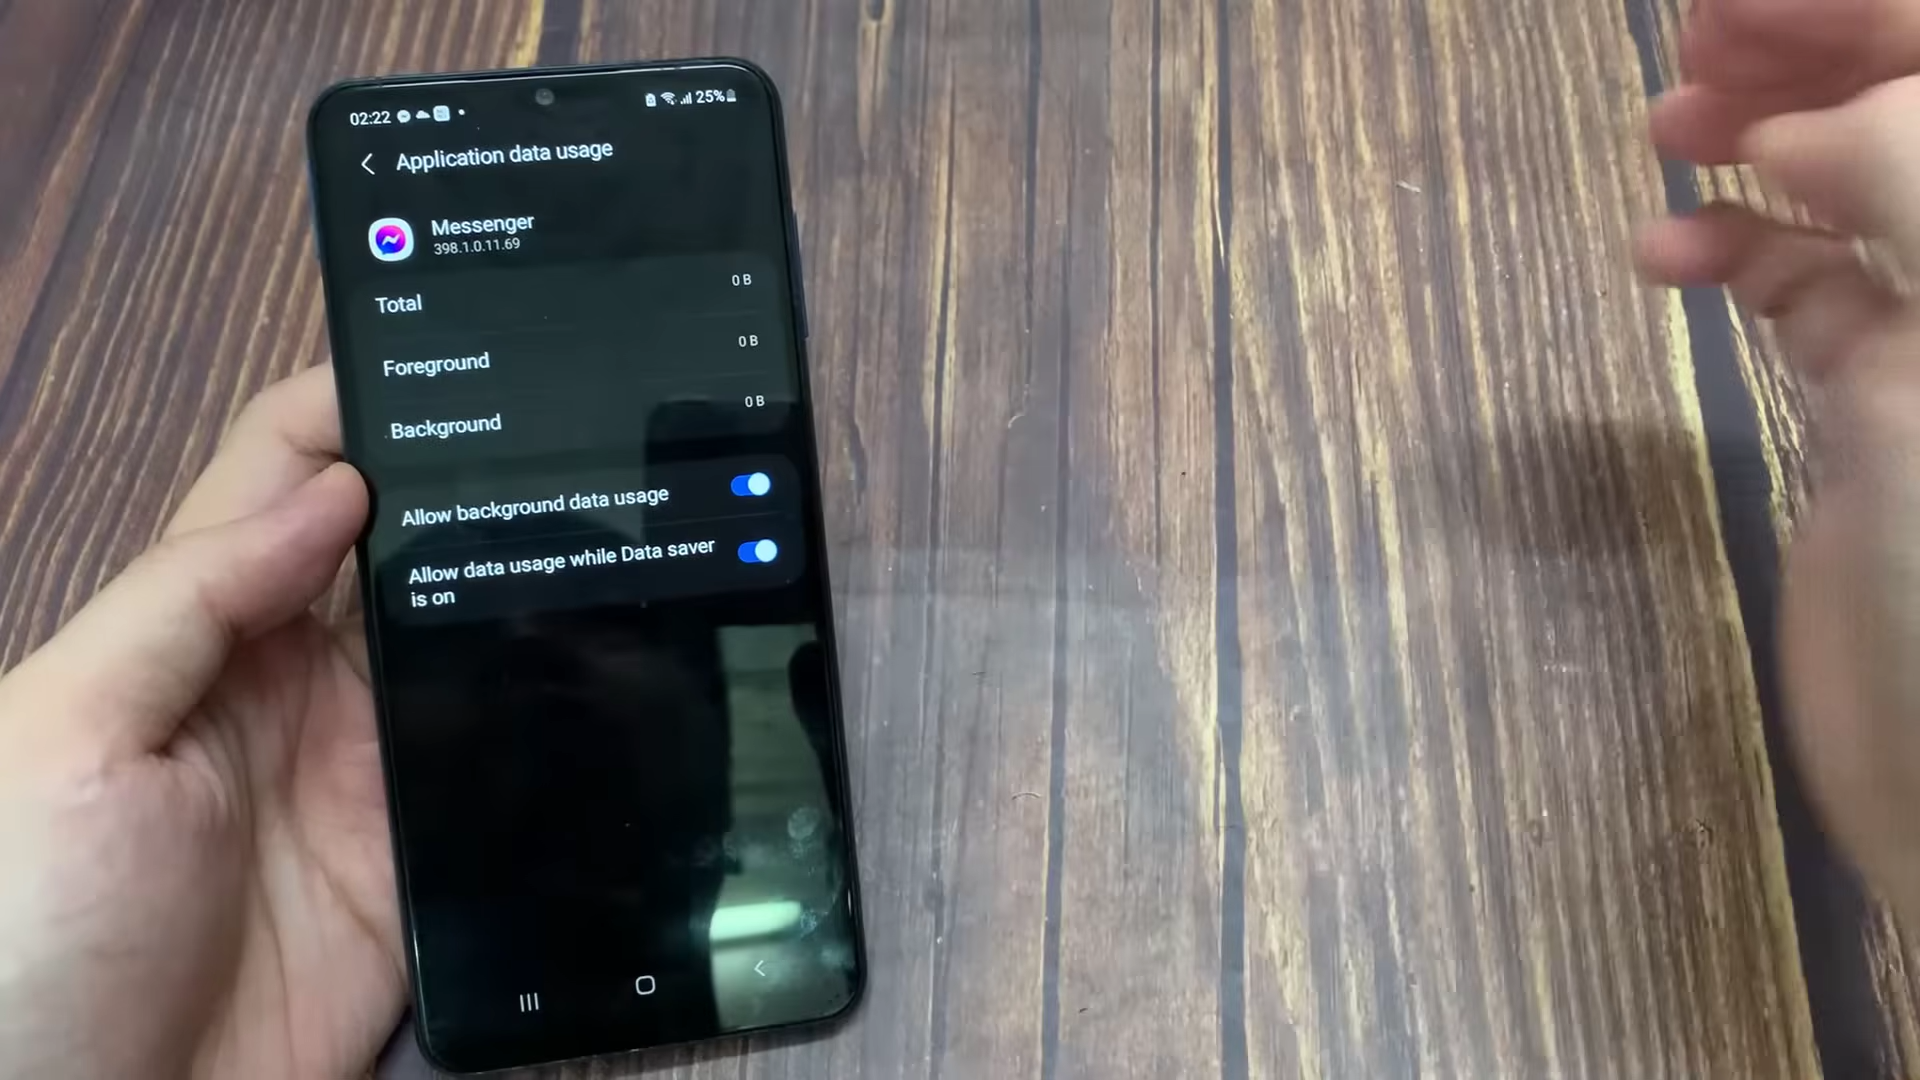 02:22
25%
Application data usage
Messenger
398.1.0.11.69
Total
0 B
Foreground
0 B
Background
0 B
Allow background data usage
Allow data usage while Data saver
is on